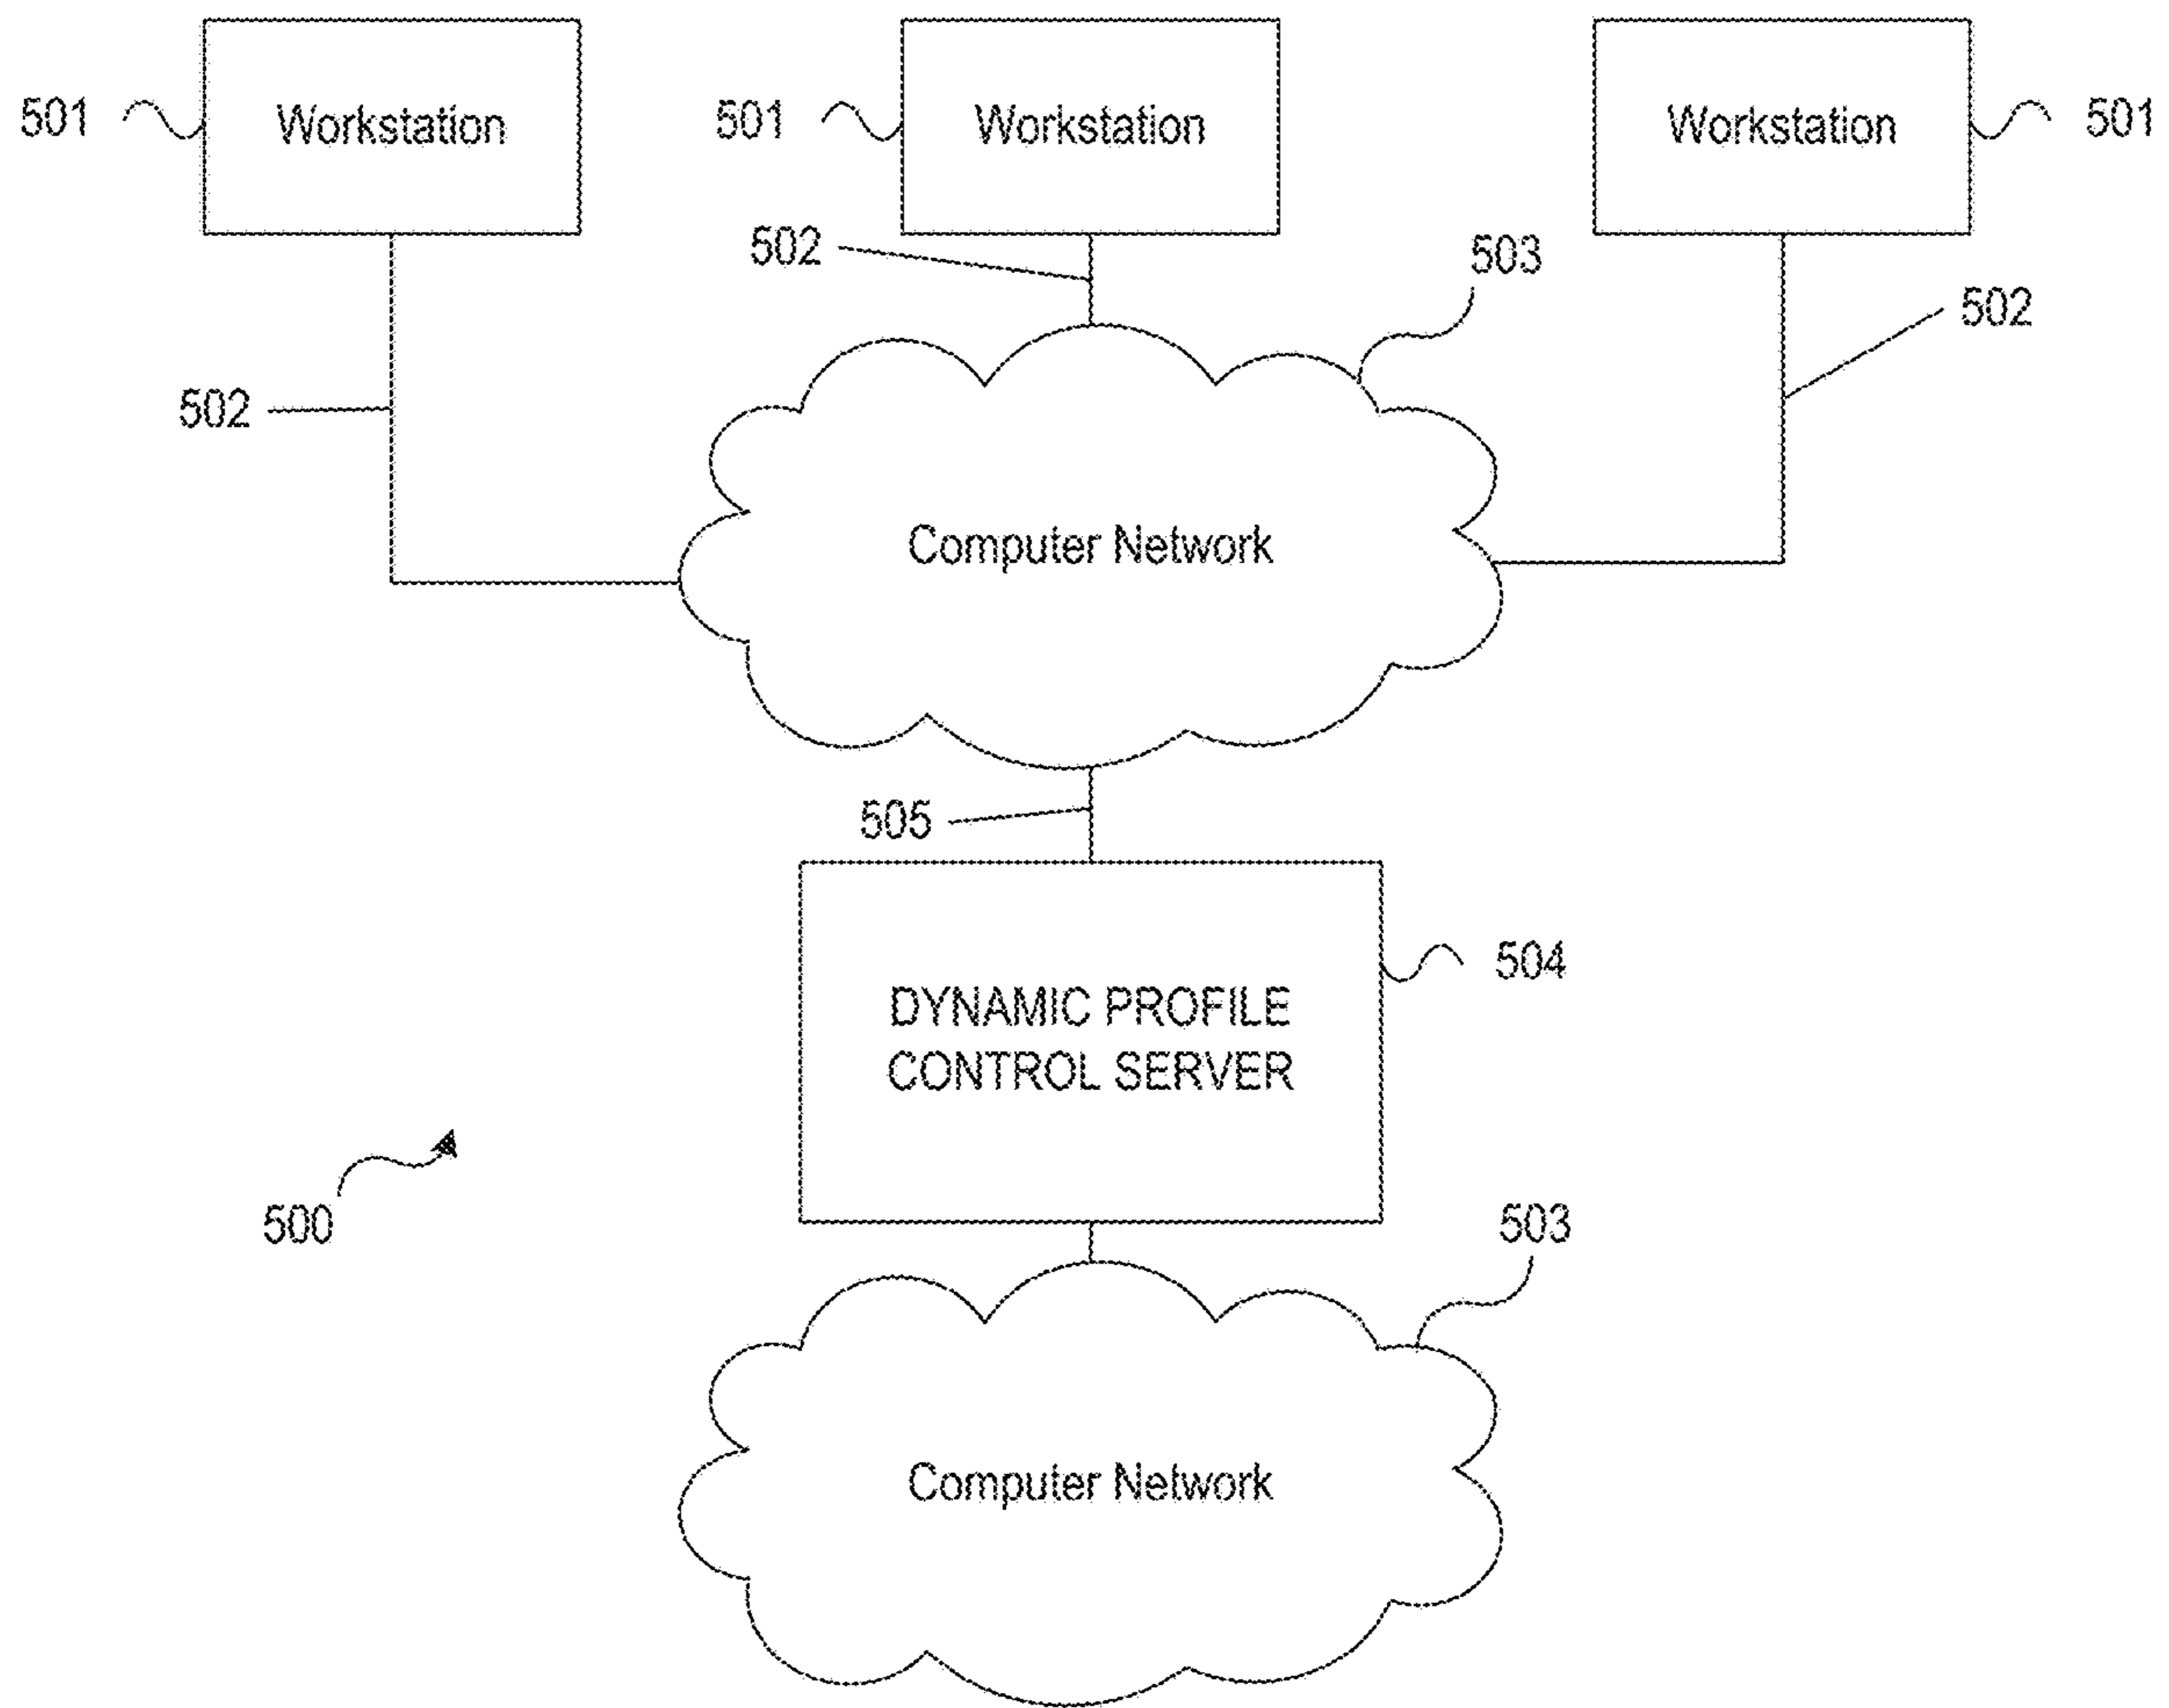 501
Workstation
501
Workstation
Workstation
501
502
503
502
502
Computer Network
505
504
DYNAMIC PROFILE
CONTROL SERVER
500
503
Computer Network